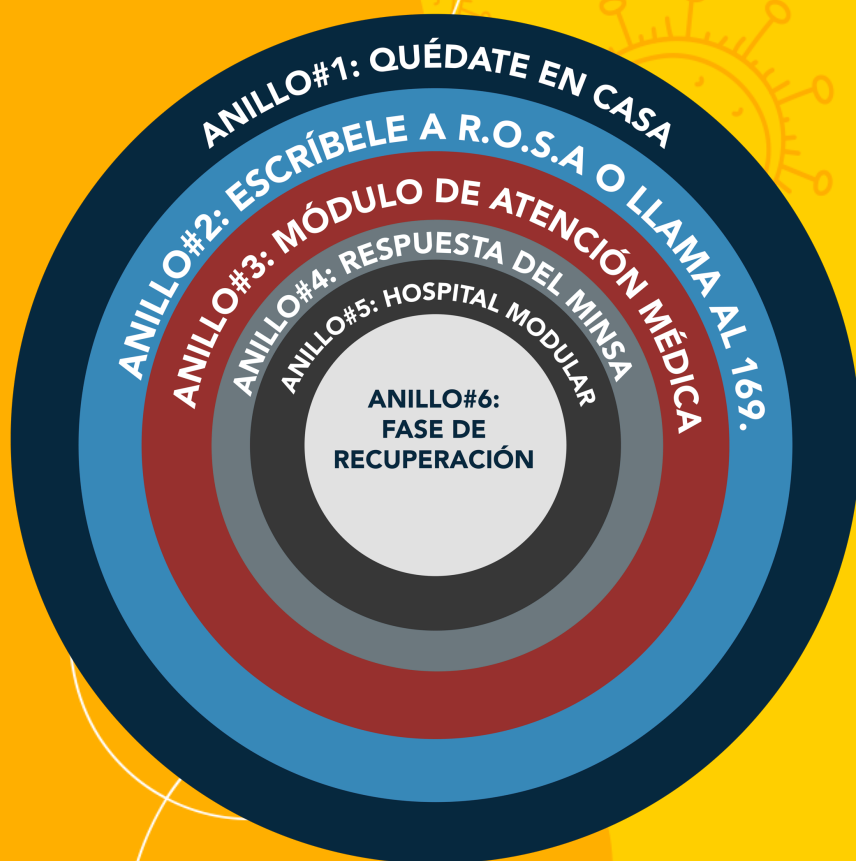 ANILLO#1: QUÉDATE EN CASA
ANILLO#2: ESCRÍBELE A R.O.S.A O LLAMA AL 169.
ANILLO#3: MÓDULO DE ATENCIÓN MÉDICA
ANILLO#4: RESPUESTA DEL MINSA
ANILLO#5: HOSPITAL MODULAR
ANILLO#6:
FASE DE
RECUPERACIÓN